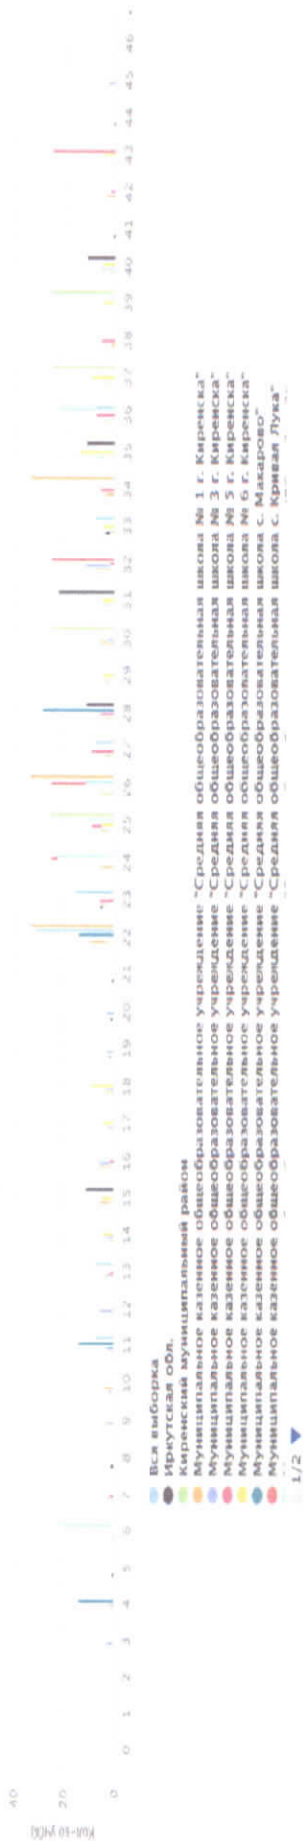 Кол-во уч(%)
40
20
0
0 1 2 3 4 5 6 7 8 9 10 11 12 13 14 15 16 17 18 19 20 21 22 23 24 25 26 27 28 29 30 31 32 33 34 35 36 37 38 39 40 41 42 43 44 45 46
Вся выборка
Иркутская обл.
Киренский муниципальный район
Муниципальное казенное общеобразовательное учреждение "Средняя общеобразовательная школа № 1 г. Киренска"
Муниципальное казенное общеобразовательное учреждение "Средняя общеобразовательная школа № 3 г. Киренска"
Муниципальное казенное общеобразовательное учреждение "Средняя общеобразовательная школа № 5 г. Киренска"
Муниципальное казенное общеобразовательное учреждение "Средняя общеобразовательная школа № 6 г. Киренска"
Муниципальное казенное общеобразовательное учреждение "Средняя общеобразовательная школа с. Макарово"
Муниципальное казенное общеобразовательное учреждение "Средняя общеобразовательная школа с. Кривая Лука"
1/2